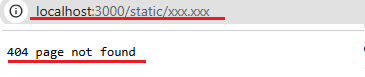 localhost:3000/static/xxx.xxx
404 page not found